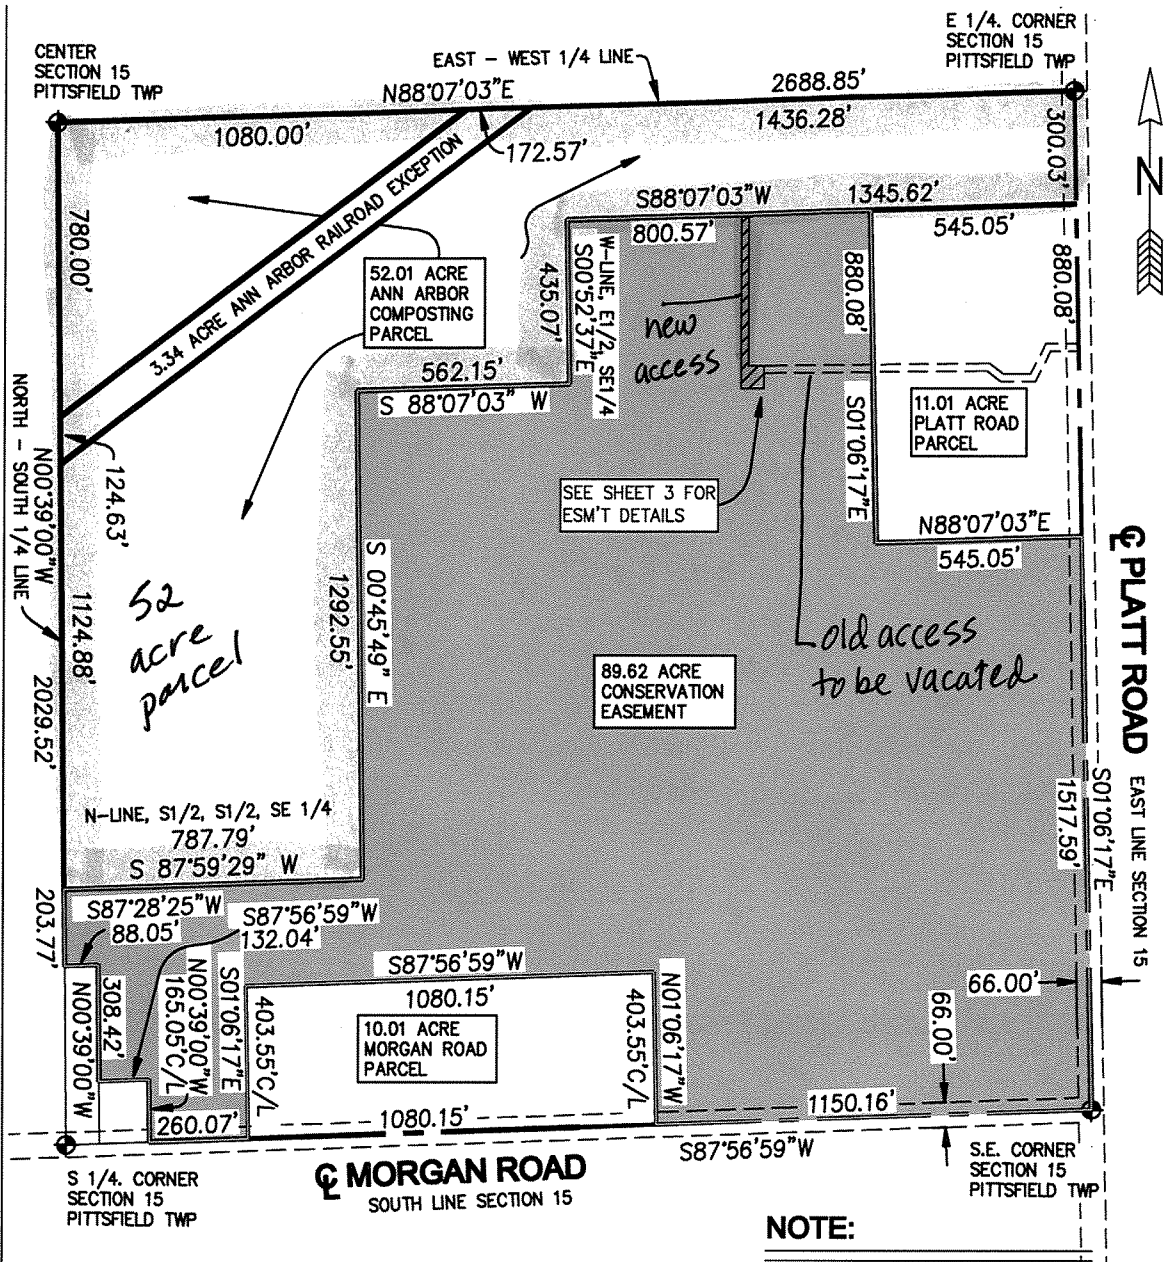 CENTER
SECTION 15
PITTSFIELD TWP
E 1/4. CORNER
SECTION 15
PITTSFIELD TWP
EAST - WEST 1/4 LINE
N88°07'03"E
2688.85'
1080.00'
1436.28'
172.57'
300.03'
N
780.00'
3.34 ACRE ANN ARBOR RAILROAD EXCEPTION
S88°07'03"W
1345.62'
800.57'
545.05'
52.01 ACRE
ANN ARBOR
COMPOSTING
PARCEL
435.07'
W-LINE, E1/2, SE1/4
S00°52'37"E
880.08'
880.08'
new
access
562.15'
S 88°07'03" W
11.01 ACRE
PLATT ROAD
PARCEL
S01°06'17"E
NORTH - SOUTH 1/4 LINE
N00°39'00"W
124.63'
SEE SHEET 3 FOR
ESM'T DETAILS
N88°07'03"E
545.05'
S 00°45'49" E
1292.55'
℄ PLATT ROAD
EAST LINE SECTION 15
52
acre
parcel
1124.88'
2029.52'
old access
to be vacated
89.62 ACRE
CONSERVATION
EASEMENT
S01°06'17"E
1517.59'
N-LINE, S1/2, S1/2, SE 1/4
787.79'
S 87°59'29" W
203.77'
S87°28'25"W
88.05'
S87°56'59"W
132.04'
S87°56'59"W
1080.15'
66.00'
N00°39'00"W
308.42'
N00°39'00"W
165.05'C/L
S01°06'17"E
403.55'C/L
10.01 ACRE
MORGAN ROAD
PARCEL
403.55'C/L
N01°06'17"W
66.00'
260.07'
1080.15'
1150.16'
S87°56'59"W
S 1/4. CORNER
SECTION 15
PITTSFIELD TWP
℄ MORGAN ROAD
SOUTH LINE SECTION 15
S.E. CORNER
SECTION 15
PITTSFIELD TWP
NOTE: